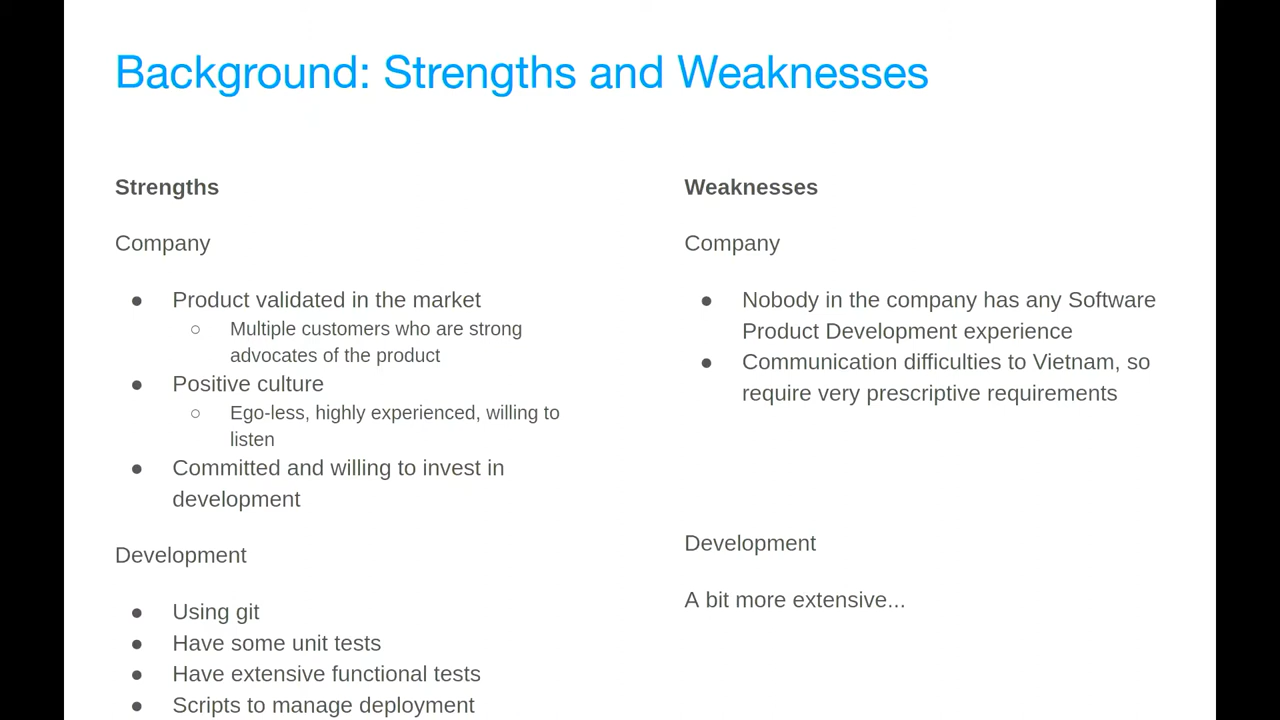 Background: Strengths and Weaknesses
Strengths
Company
● Product validated in the market
○ Multiple customers who are strong
advocates of the product
● Positive culture
○ Ego-less, highly experienced, willing to
listen
● Committed and willing to invest in
development
Development
● Using git
● Have some unit tests
● Have extensive functional tests
● Scripts to manage deployment
Weaknesses
Company
● Nobody in the company has any Software
Product Development experience
● Communication difficulties to Vietnam, so
require very prescriptive requirements
Development
A bit more extensive...